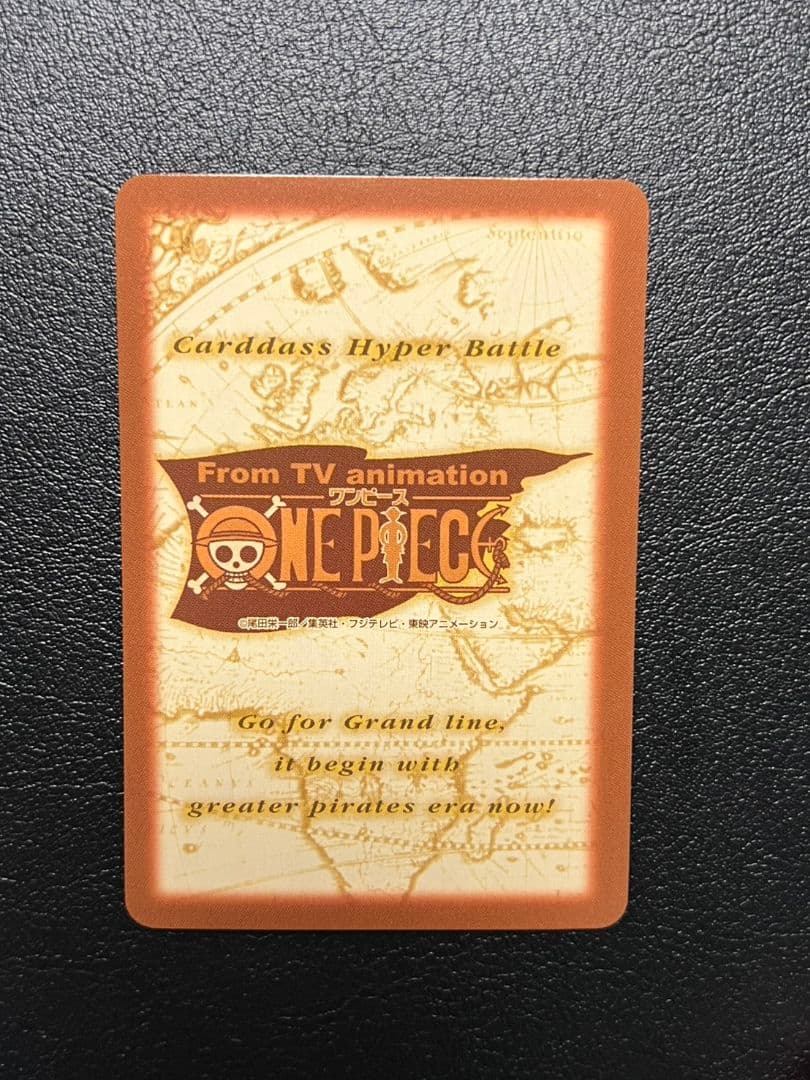 Septentrio
Carddass Hyper Battle
From TV animation
ワンピース
ONE PIECE
©尾田栄一郎/集英社・フジテレビ・東映アニメーション
Go for Grand line,
it begin with
greater pirates era now!